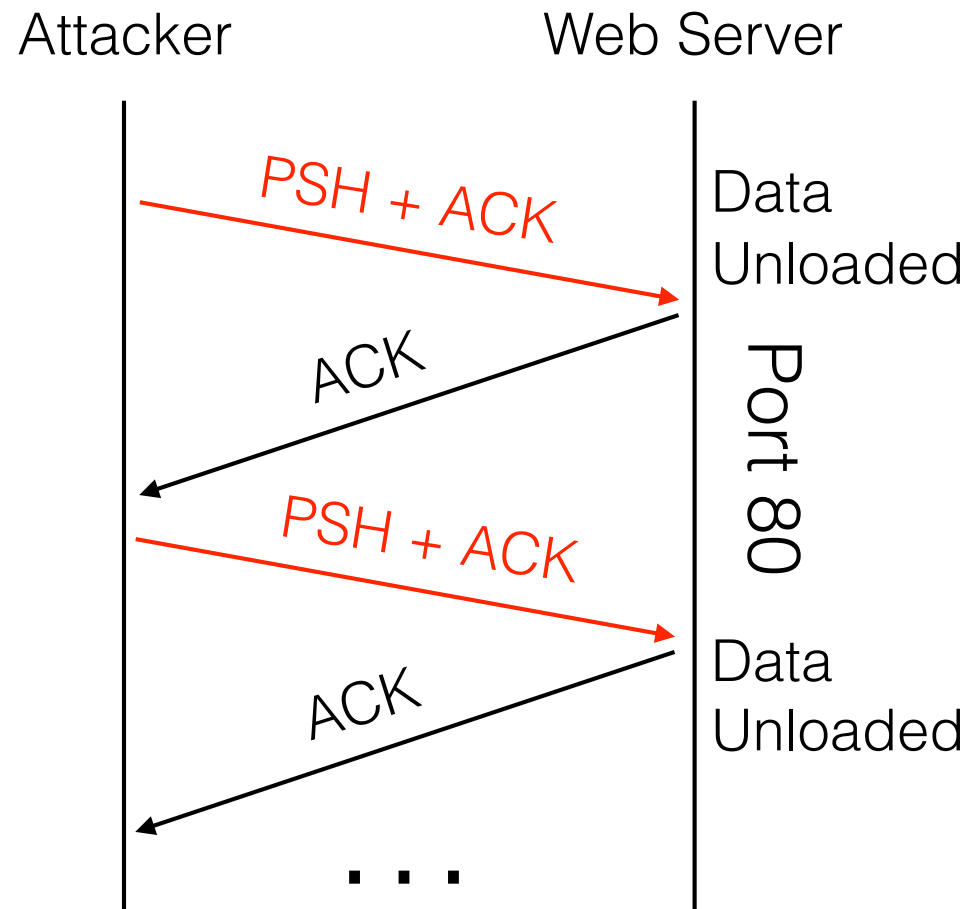 Attacker
Web Server
PSH + ACK
Data
Unloaded
ACK
Port 80
PSH + ACK
Data
Unloaded
ACK
. . .